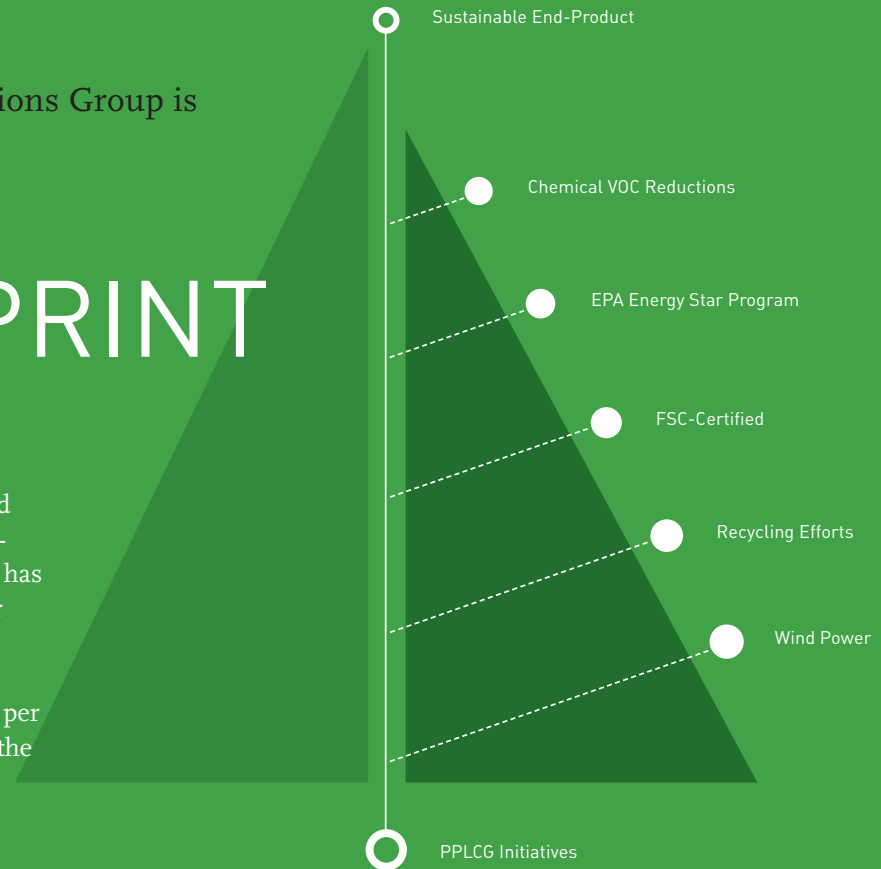 Sustainable End-Product
ions Group is
Chemical VOC Reductions
PRINT
EPA Energy Star Program
FSC-Certified
d
-
has
Recycling Efforts
Wind Power
per
the
PPLCG Initiatives